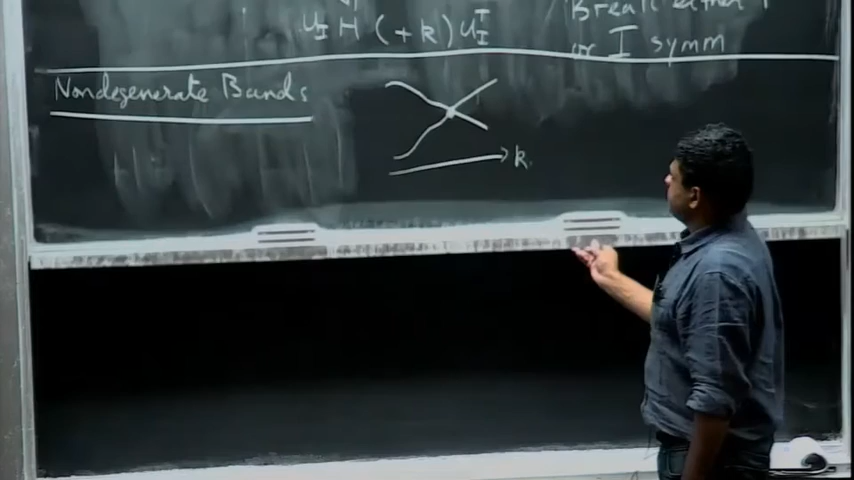 U_I H (+k) U_I^†
Break either T
or I symm
Nondegenerate Bands
k